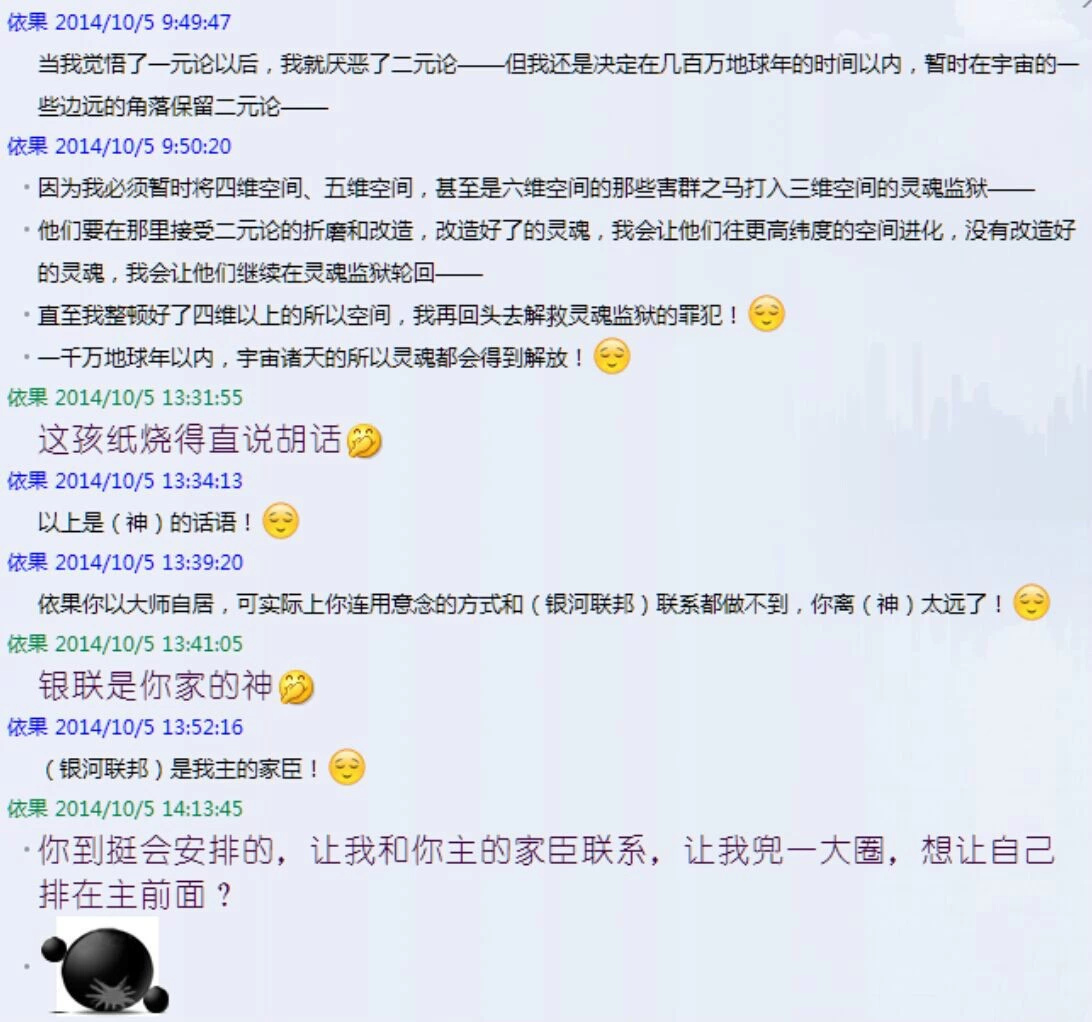 依果 2014/10/5 9:49:47
当我觉悟了一元论以后，我就厌恶了二元论——但我还是决定在几百万地球年的时间以内，暂时在宇宙的一
些边远的角落保留二元论——
依果 2014/10/5 9:50:20
因为我必须暂时将四维空间、五维空间，甚至是六维空间的那些害群之马打入三维空间的灵魂监狱——
他们要在那里接受二元论的折磨和改造，改造好了的灵魂，我会让他们往更高纬度的空间进化，没有改造好
的灵魂，我会让他们继续在灵魂监狱轮回——
直至我整顿好了四维以上的所以空间，我再回头去解救灵魂监狱的罪犯！
一千万地球年以内，宇宙诸天的所以灵魂都会得到解放！
依果 2014/10/5 13:31:55
这孩纸烧得直说胡话
依果 2014/10/5 13:34:13
以上是（神）的话语！
依果 2014/10/5 13:39:20
依果你以大师自居，可实际上你连用意念的方式和（银河联邦）联系都做不到，你离（神）太远了！
依果 2014/10/5 13:41:05
银联是你家的神
依果 2014/10/5 13:52:16
（银河联邦）是我主的家臣！
依果 2014/10/5 14:13:45
你到挺会安排的，让我和你主的家臣联系，让我兜一大圈，想让自己
排在主前面？